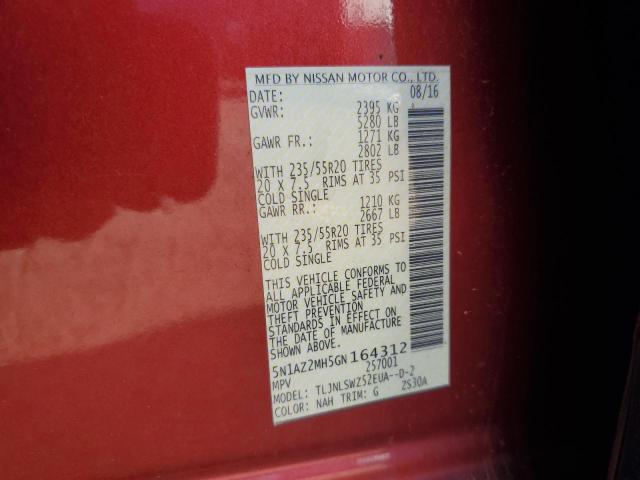 MFD BY NISSAN MOTOR CO., LTD.
DATE: 08/16
GVWR: 2395 KG
5280 LB
GAWR FR.: 1271 KG
2802 LB
WITH 235/55R20 TIRES
20 X 7.5 RIMS AT 35 PSI
COLD SINGLE
GAWR RR.: 1210 KG
2667 LB
WITH 235/55R20 TIRES
20 X 7.5 RIMS AT 35 PSI
COLD SINGLE
THIS VEHICLE CONFORMS TO
ALL APPLICABLE FEDERAL
MOTOR VEHICLE SAFETY AND
THEFT PREVENTION
STANDARDS IN EFFECT ON
THE DATE OF MANUFACTURE
SHOWN ABOVE.
5N1AZ2MH5GN164312
MPV 257001
MODEL: TLJNLSWZ52EUA--D-2
COLOR: NAH TRIM: G ZS30A